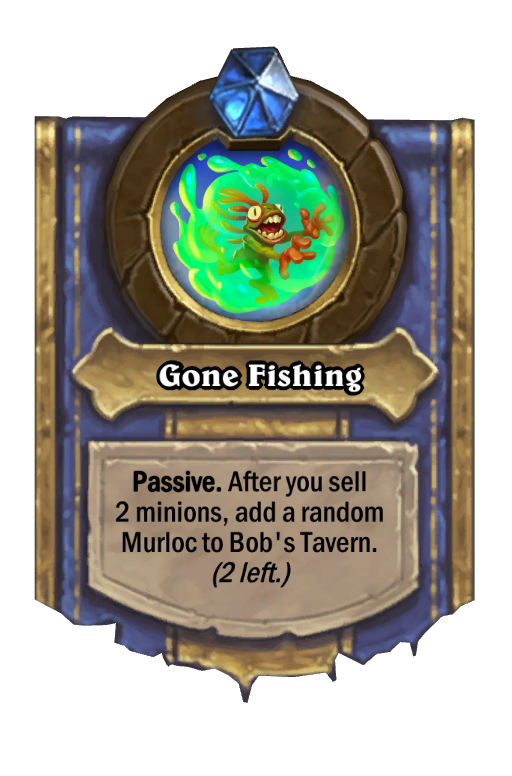 Gone Fishing
Passive. After you sell
2 minions, add a random
Murloc to Bob's Tavern.
(2 left.)